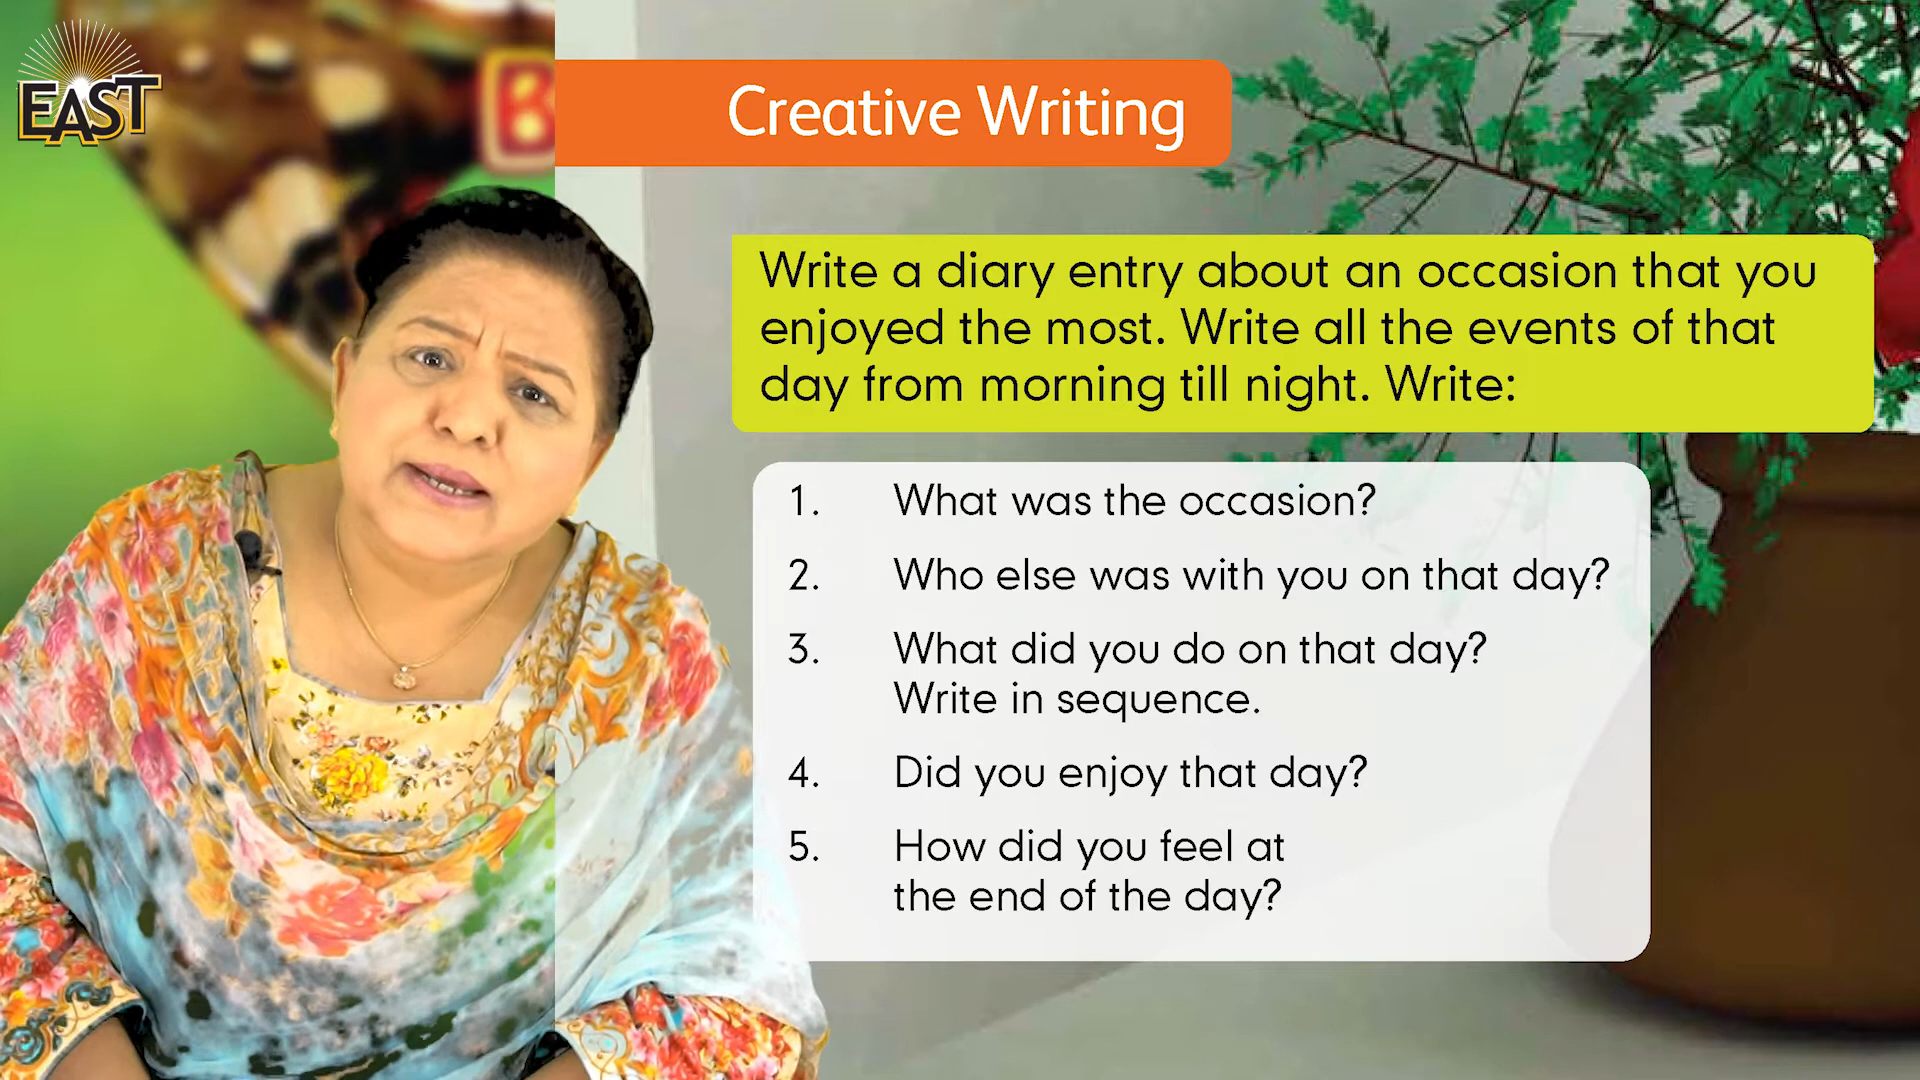 EAST
B
Creative Writing
Write a diary entry about an occasion that you
enjoyed the most. Write all the events of that
day from morning till night. Write:
1. What was the occasion?
2. Who else was with you on that day?
3. What did you do on that day?
Write in sequence.
4. Did you enjoy that day?
5. How did you feel at
the end of the day?